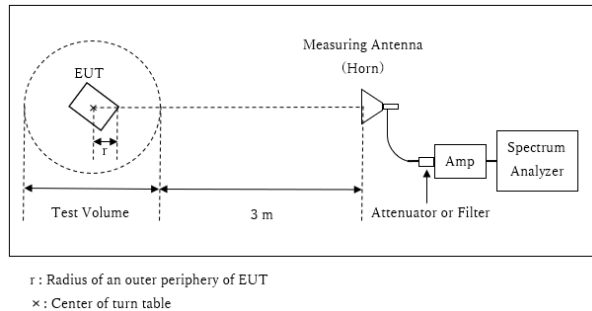 Measuring Antenna
(Horn)
EUT
r
Amp
Spectrum
Analyzer
Test Volume
3 m
Attenuator or Filter
r : Radius of an outer periphery of EUT
× : Center of turn table